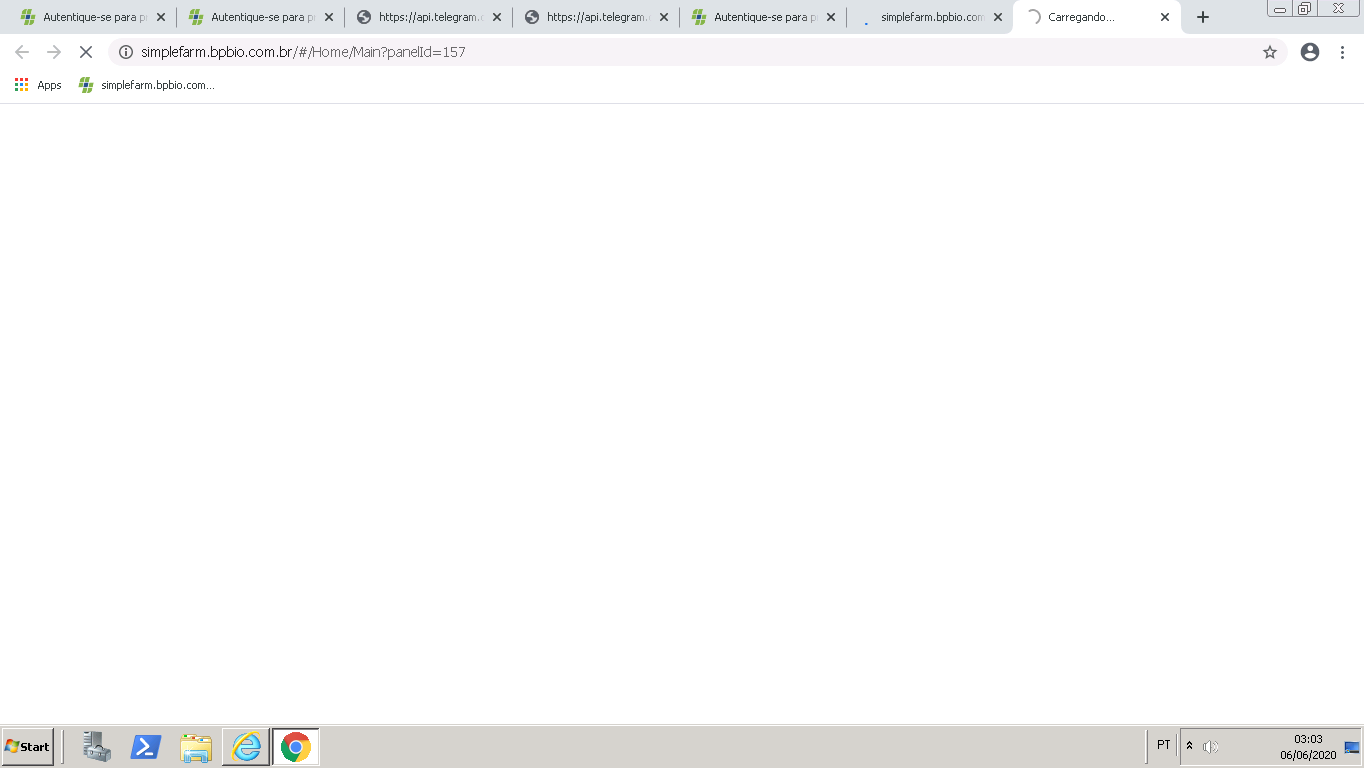 Autentique-se para p
Autentique-se para p
https://api.telegram.
https://api.telegram.
Autentique-se para p
simplefarm.bpbio.com
Carregando...
simplefarm.bpbio.com.br/#/Home/Main?panelId=157
Apps
simplefarm.bpbio.com...
Start
PT
03:03
06/06/2020